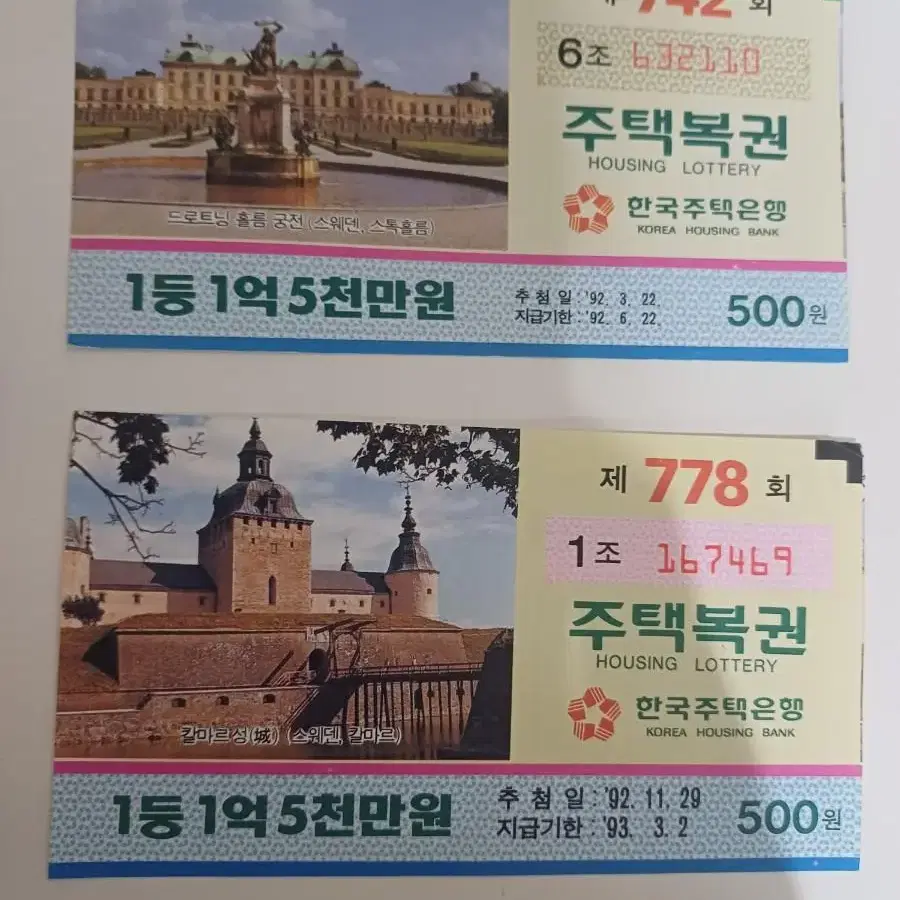 제 742 회
6조 632110
주택복권
HOUSING LOTTERY
한국주택은행
KOREA HOUSING BANK
드로트닝 홀름 궁전 (스웨덴, 스톡홀름)
1등 1억 5천만원
추 첨 일 : '92. 3. 22.
지급기한 : '92. 6. 22.
500원
제 778 회
1조 167469
주택복권
HOUSING LOTTERY
한국주택은행
KOREA HOUSING BANK
칼마르성(城) (스웨덴, 칼마르)
1등 1억 5천만원
추 첨 일 : '92. 11. 29
지급기한 : '93. 3. 2
500원